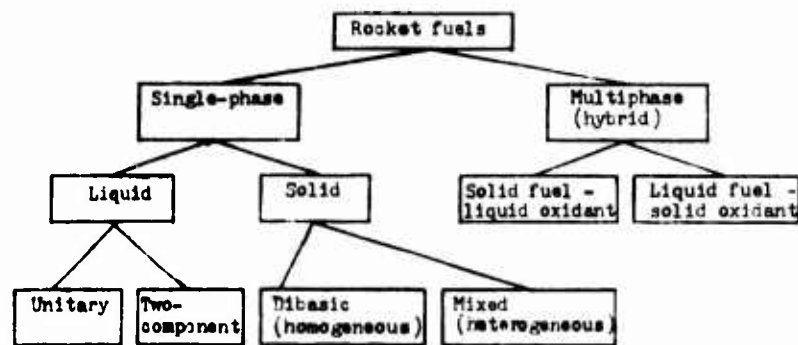 Rocket fuels
Single-phase
Multiphase
(hybrid)
Liquid
Solid
Solid fuel -
liquid oxidant
Liquid fuel -
solid oxidant
Unitary
Two-
component
Dibasic
(homogeneous)
Mixed
(heterogeneous)